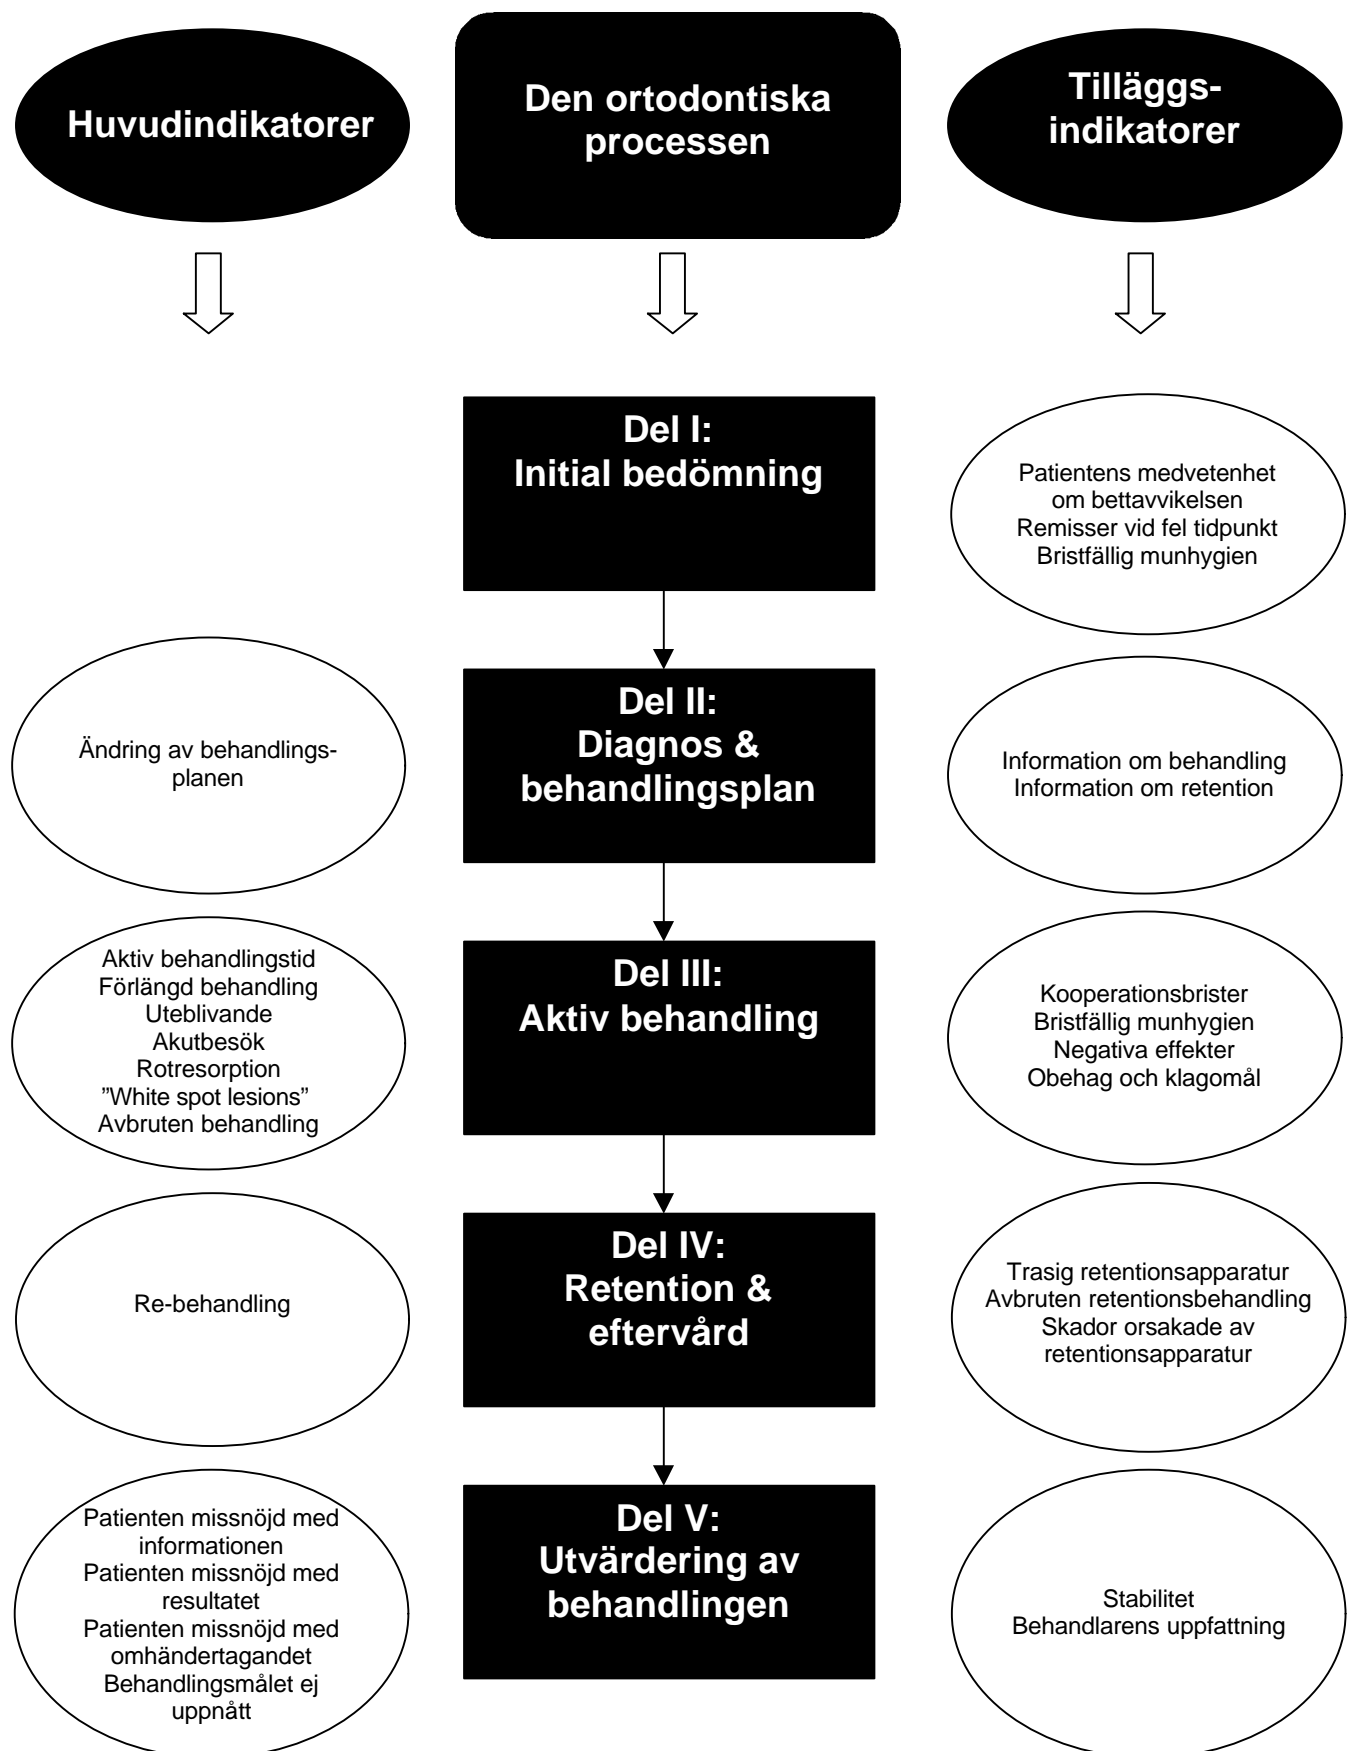 Huvudindikatorer
Den ortodontiska
processen
Tilläggs-
indikatorer
Del I:
Initial bedömning
Patientens medvetenhet
om bettavvikelsen
Remisser vid fel tidpunkt
Bristfällig munhygien
Ändring av behandlings-
planen
Del II:
Diagnos &
behandlingsplan
Information om behandling
Information om retention
Aktiv behandlingstid
Förlängd behandling
Uteblivande
Akutbesök
Rotresorption
”White spot lesions”
Avbruten behandling
Del III:
Aktiv behandling
Kooperationsbrister
Bristfällig munhygien
Negativa effekter
Obehag och klagomål
Re-behandling
Del IV:
Retention &
eftervård
Trasig retentionsapparatur
Avbruten retentionsbehandling
Skador orsakade av
retentionsapparatur
Patienten missnöjd med
informationen
Patienten missnöjd med
resultatet
Patienten missnöjd med
omhändertagandet
Behandlingsmålet ej
uppnått
Del V:
Utvärdering av
behandlingen
Stabilitet
Behandlarens uppfattning